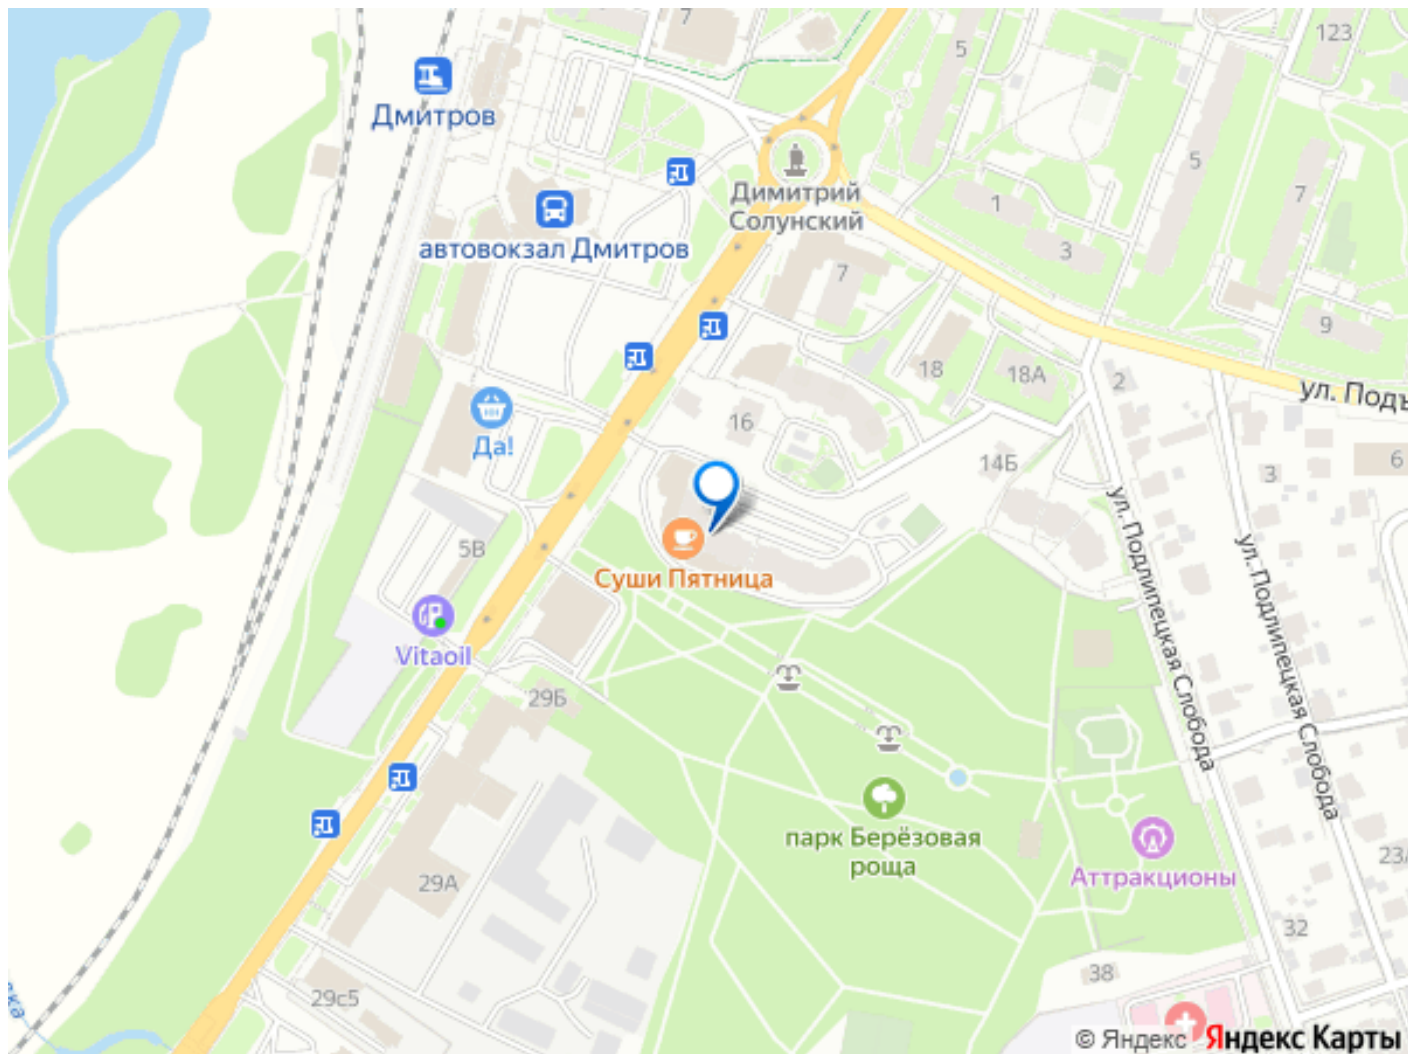 7
5
123
Дмитров
Димитрий
Солунский
5
1
7
автовокзал Дмитров
3
7
9
18
18А
2
ул. Подъ
16
Да!
14Б
3
6
5В
Суши Пятница
ул. Подлипецкая Слобода
ул. Подлипецкая Слобода
Vitaoil
29Б
парк Берёзовая
роща
Аттракционы
23
29А
32
38
29с5
ка
© Яндекс Яндекс Карты